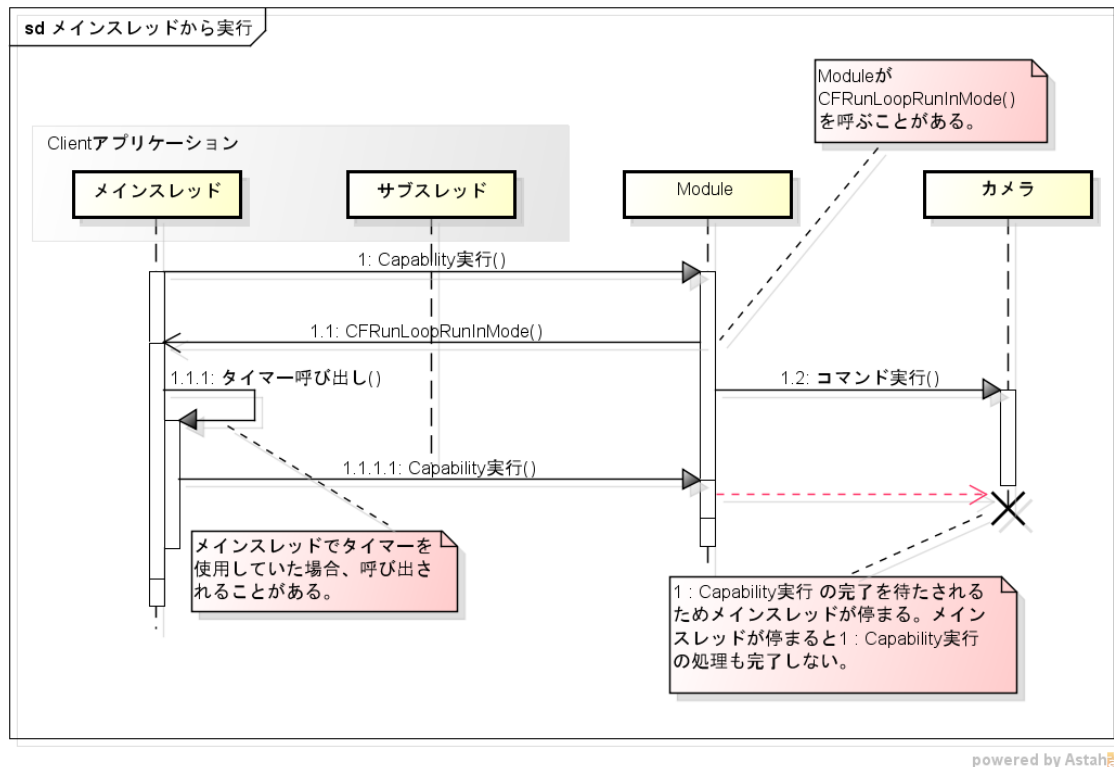 sd メインスレッドから実行
Moduleが
CFRunLoopRunInMode()
を呼ぶことがある。
Clientアプリケーション
メインスレッド
サブスレッド
Module
カメラ
1: Capability実行()
1.1: CFRunLoopRunInMode()
1.1.1: タイマー呼び出し()
1.2: コマンド実行()
1.1.1.1: Capability実行()
メインスレッドでタイマーを
使用していた場合、呼び出さ
れることがある。
1 : Capability実行 の完了を待たされる
ためメインスレッドが停まる。メイン
スレッドが停まると1 : Capability実行
の処理も完了しない。
powered by Astah